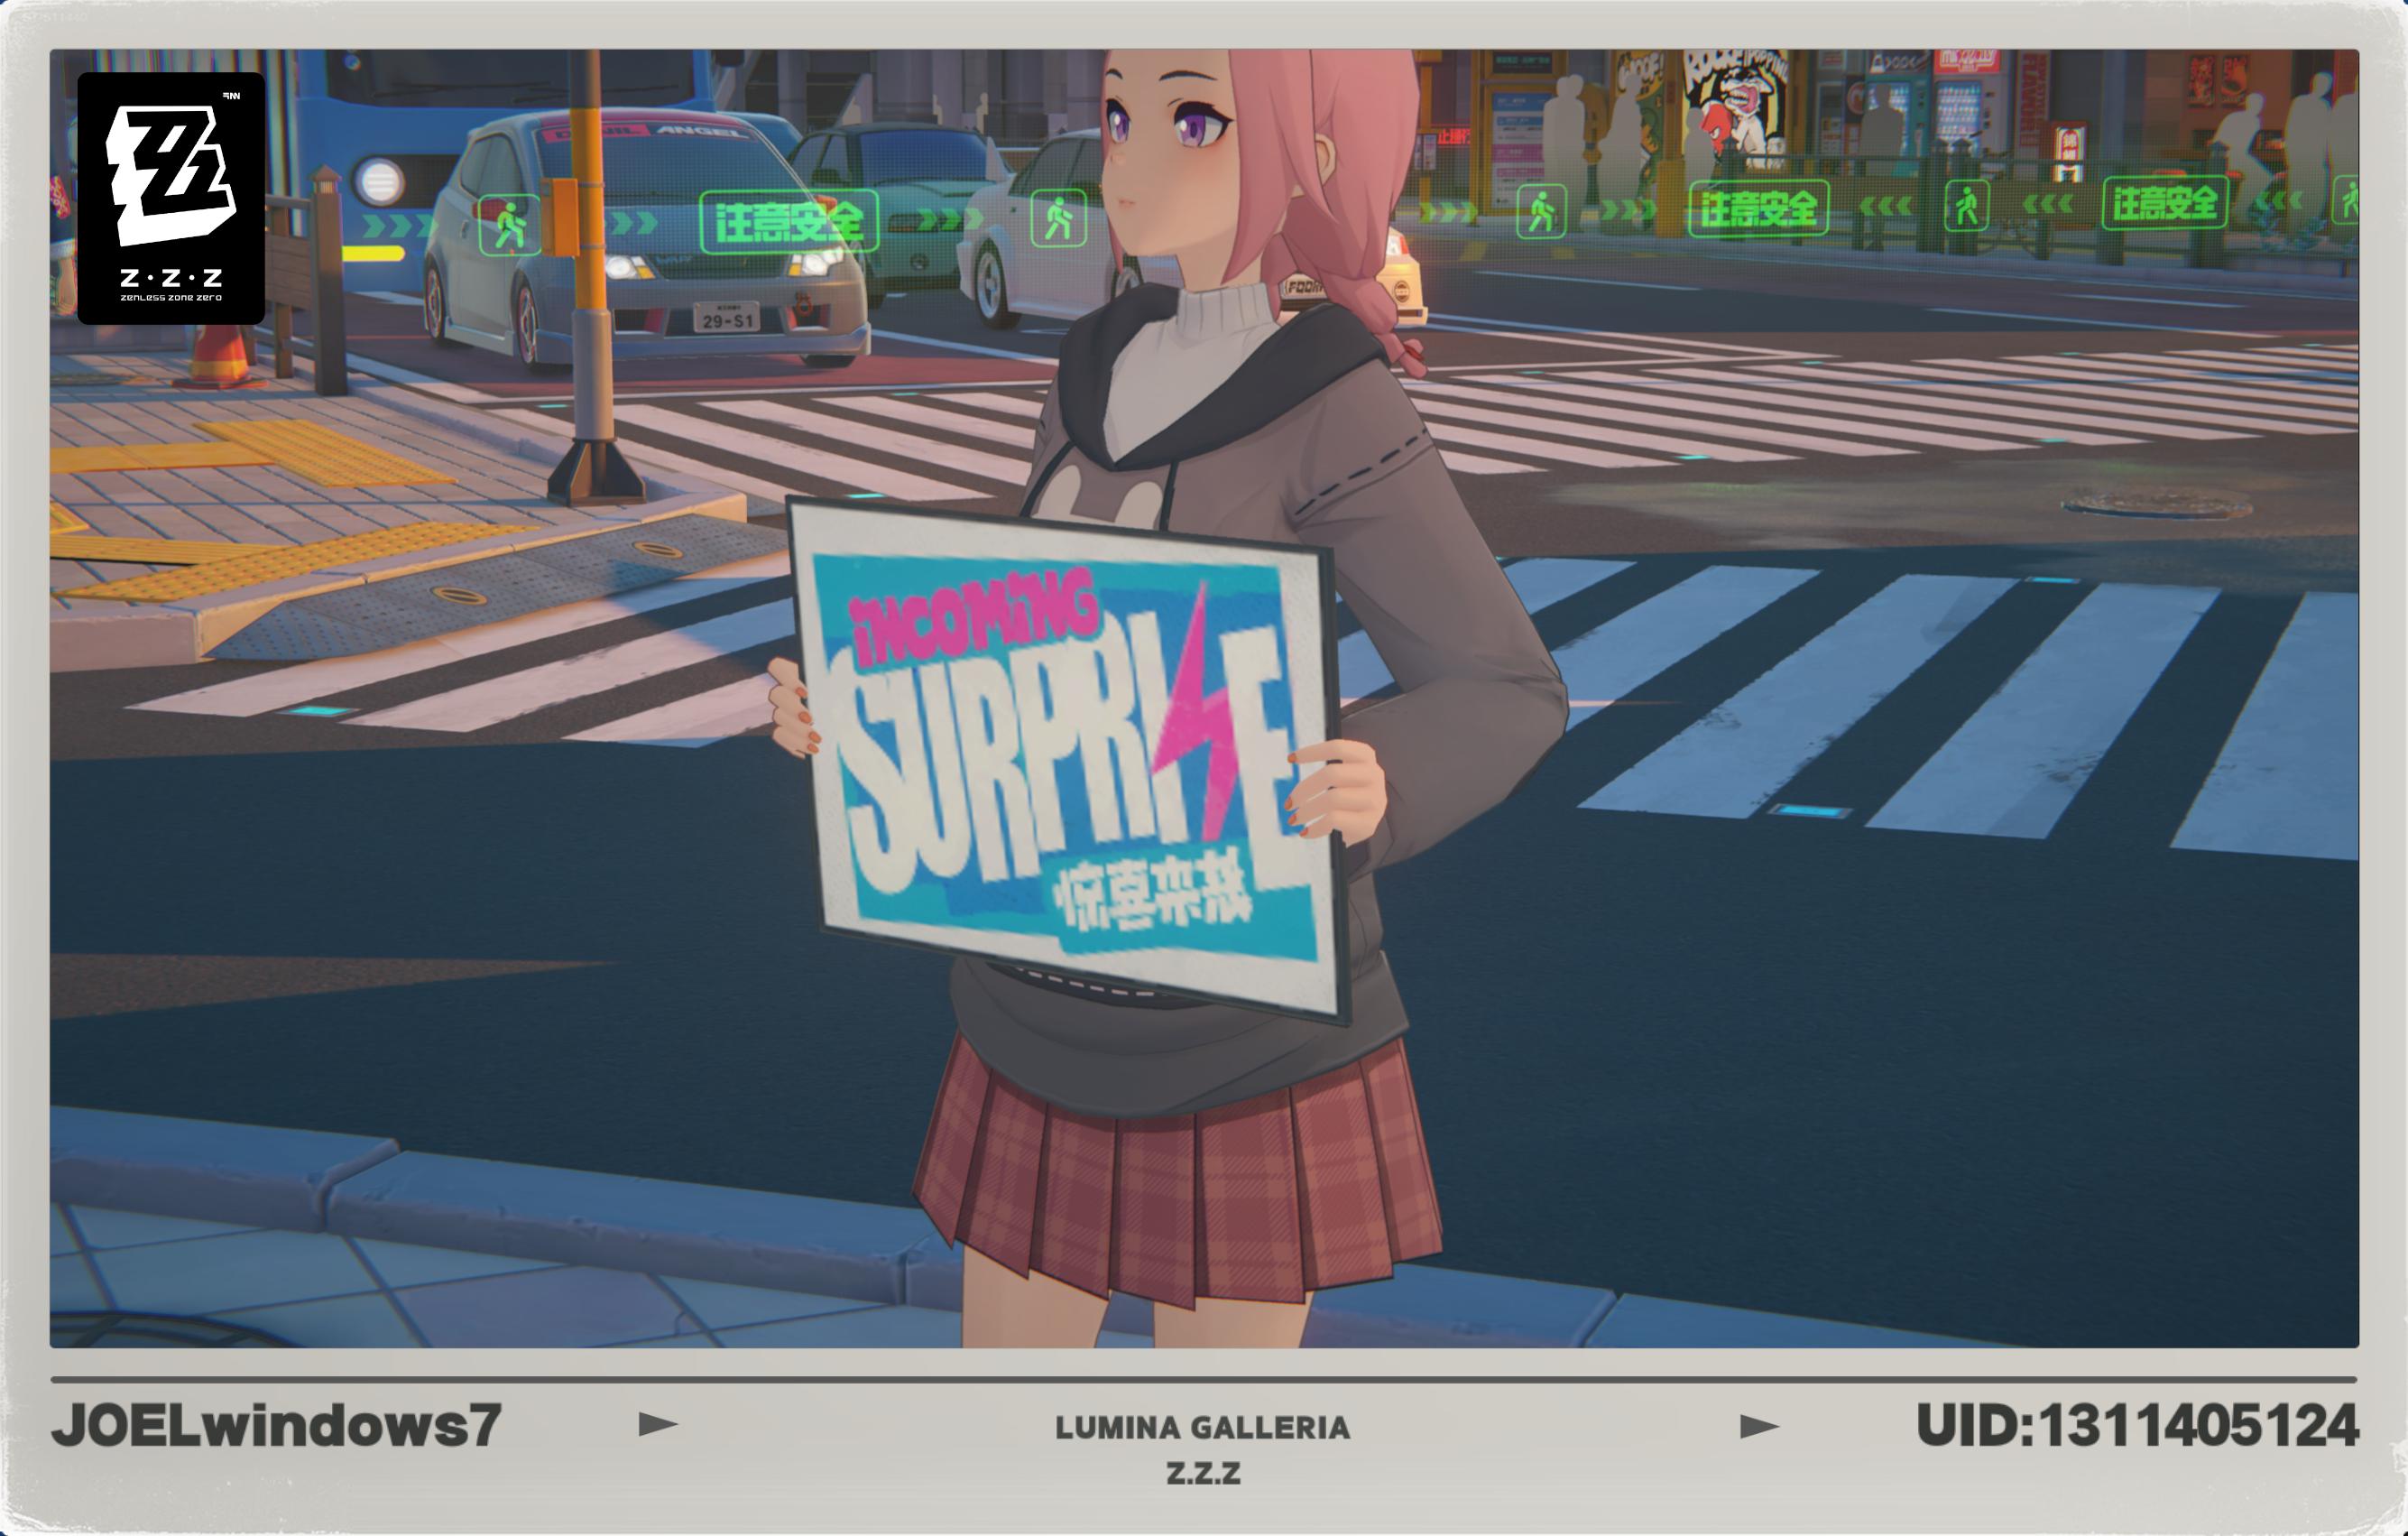 Z·Z·Z
ZENLESS ZONE ZERO
ANGEL
注意安全
注意安全
注意安全
29-S1
INCOMING
SURPRISE
惊喜来袭
JOELwindows7
LUMINA GALLERIA
Z.Z.Z
UID:1311405124